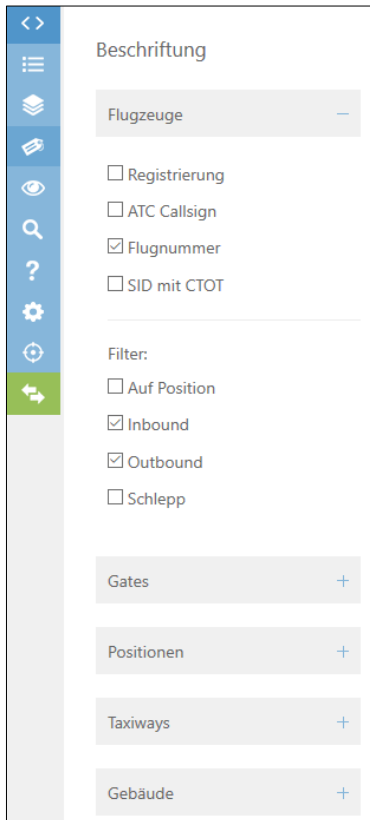 Beschriftung
Flugzeuge
Registrierung
ATC Callsign
Flugnummer
SID mit CTOT
Filter:
Auf Position
Inbound
Outbound
Schlepp
Gates
Positionen
Taxiways
Gebäude